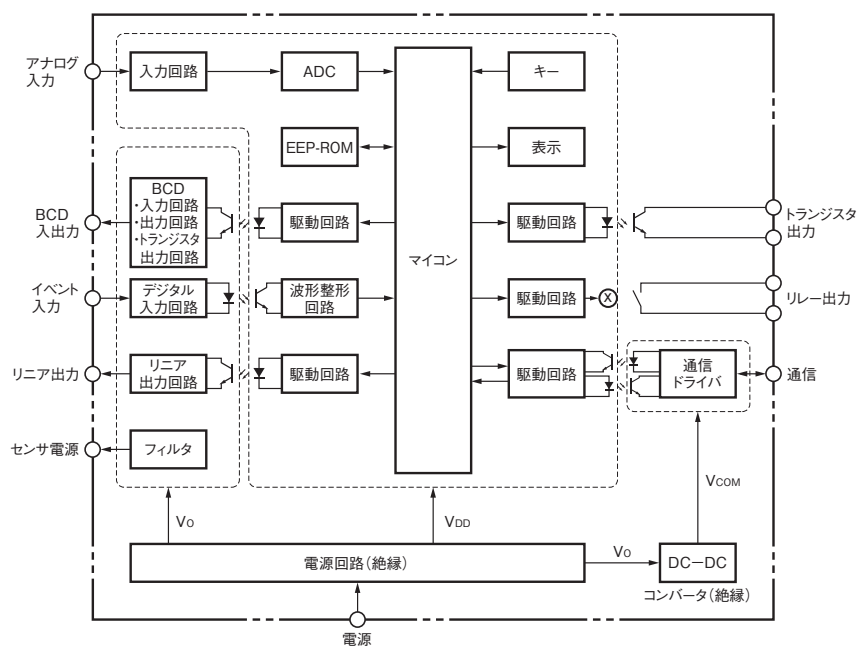 アナログ
入力
入力回路
ADC
キー
EEP-ROM
表示
マイコン
BCD
入出力
BCD
・入力回路
・出力回路
・トランジスタ
出力回路
駆動回路
駆動回路
トランジスタ
出力
イベント
入力
デジタル
入力回路
波形整形
回路
駆動回路
X
リレー出力
リニア出力
リニア
出力回路
駆動回路
駆動回路
通信
ドライバ
通信
センサ電源
フィルタ
VO
VDD
VCOM
電源回路（絶縁）
VO
DC－DC
コンバータ（絶縁）
電源